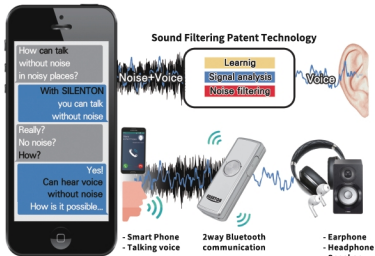 How can talk
without noise
in noisy places?
With SILENTON
you can talk
without noise
Really?
No noise?
How?
Yes!
Can hear voice
without noise
How is it possible...
Sound Filtering Patent Technology
Noise+Voice
Learnig
Signal analysis
Noise filtering
Voice
- Smart Phone
- Talking voice
2way Bluetooth
communication
- Earphone
- Headphone